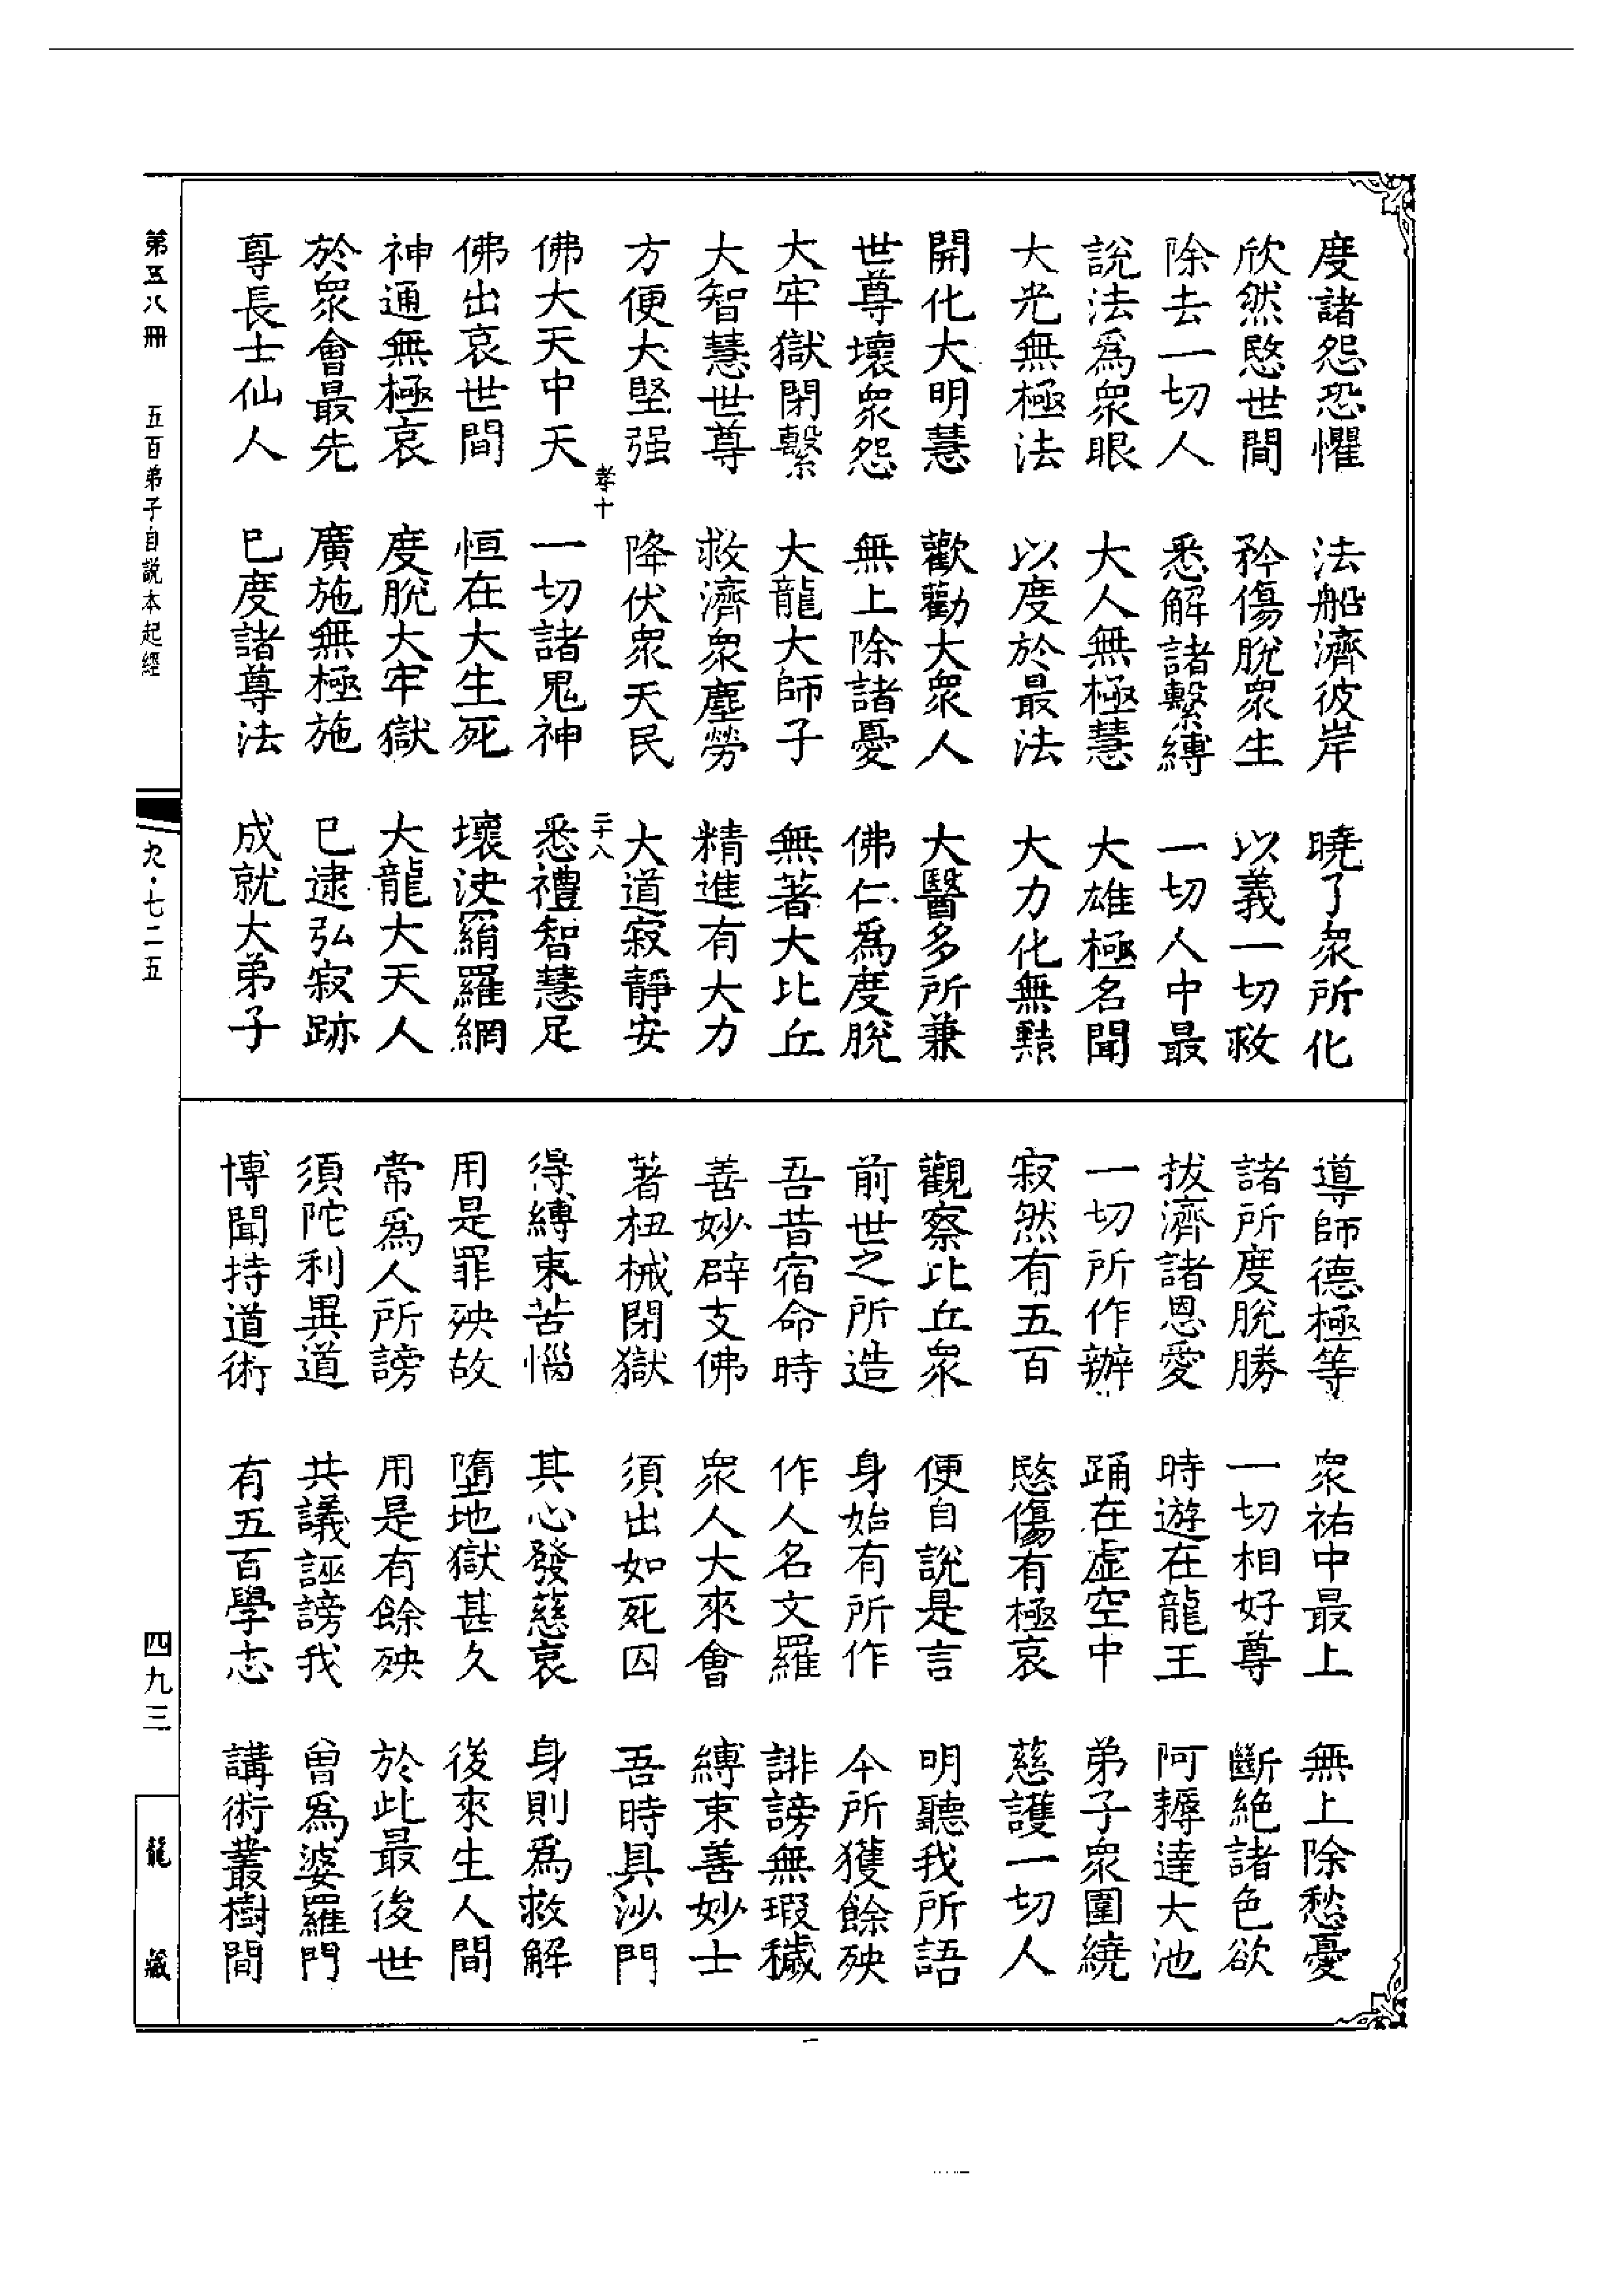 度諸怨恐懼　法船濟彼岸　曉了衆所化
欣然愍世間　矜傷脫衆生　以義一切救
除去一切人　悉解諸繫縛　一切人中最
說法爲衆眼　大人無極慧　大雄極名聞
大光無極法　以度於最法　大力化無黠
開化大明慧　歡勸大衆人　大醫多所兼
世尊壞衆怨　無上除諸憂　佛仁爲度脫
大牢獄閉繫　大龍大師子　無著大比丘
大智慧世尊　救濟衆塵勞　精進有大力
方便大堅强　降伏衆天民　大道寂靜安
孝十　二十八
佛大天中天　一切諸鬼神　悉禮智慧足
佛出哀世間　恒在大生死　壞決羂羅網
神通無極哀　度脫大牢獄　大龍大天人
於衆會最先　廣施無極施　已逮弘寂跡
尊長士仙人　已度諸尊法　成就大弟子
導師德極等　衆祐中最上　無上除愁憂
諸所度脫勝　一切相好尊　斷絶諸色欲
拔濟諸恩愛　時遊在龍王　阿耨達大池
一切所作辦　踊在虛空中　弟子衆圍繞
寂然有五百　愍傷有極哀　慈護一切人
觀察比丘衆　便自說是言　明聽我所語
前世之所造　身始有所作　今所獲餘殃
吾昔宿命時　作人名文羅　誹謗無瑕穢
善妙辟支佛　衆人大來會　縛束善妙士
著杻械閉獄　須出如死囚　吾時具沙門
得縛束苦惱　其心發慈哀　身則爲救解
用是罪殃故　墮地獄甚久　後來生人間
常爲人所謗　用是有餘殃　於此最後世
須陀利異道　共議誣謗我　曾爲婆羅門
博聞持道術　有五百學志　講術叢樹間
第五八冊　五百弟子自説本起經　九·七二五　四九三　龍藏